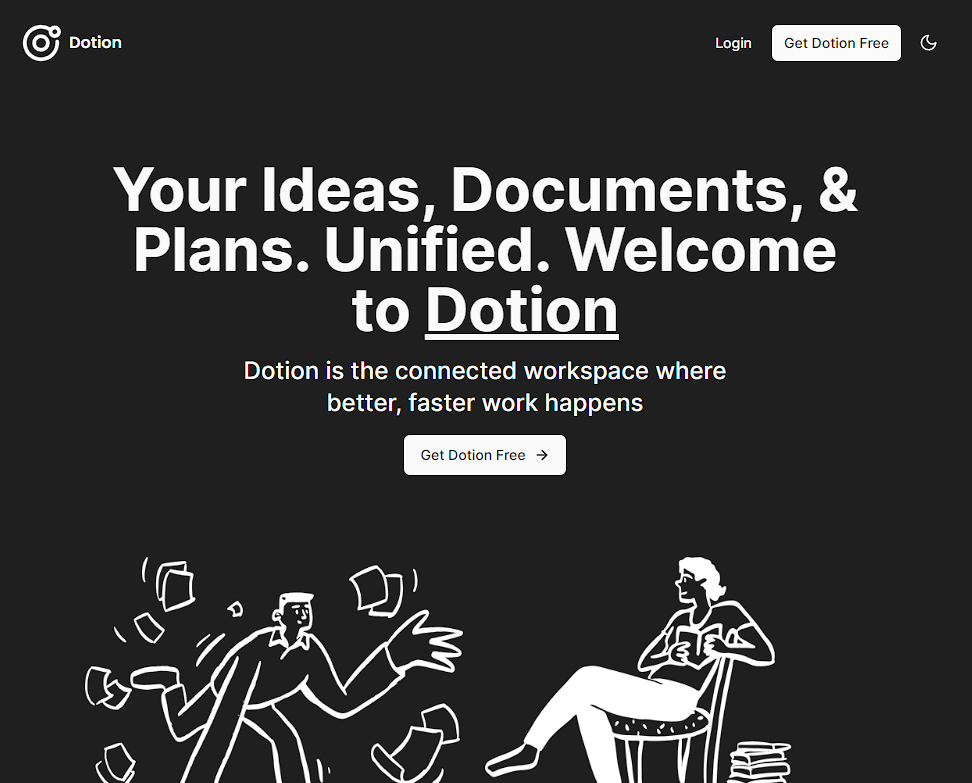 Dotion
Login
Get Dotion Free
Your Ideas, Documents, &
Plans. Unified. Welcome
to Dotion
Dotion is the connected workspace where
better, faster work happens
Get Dotion Free